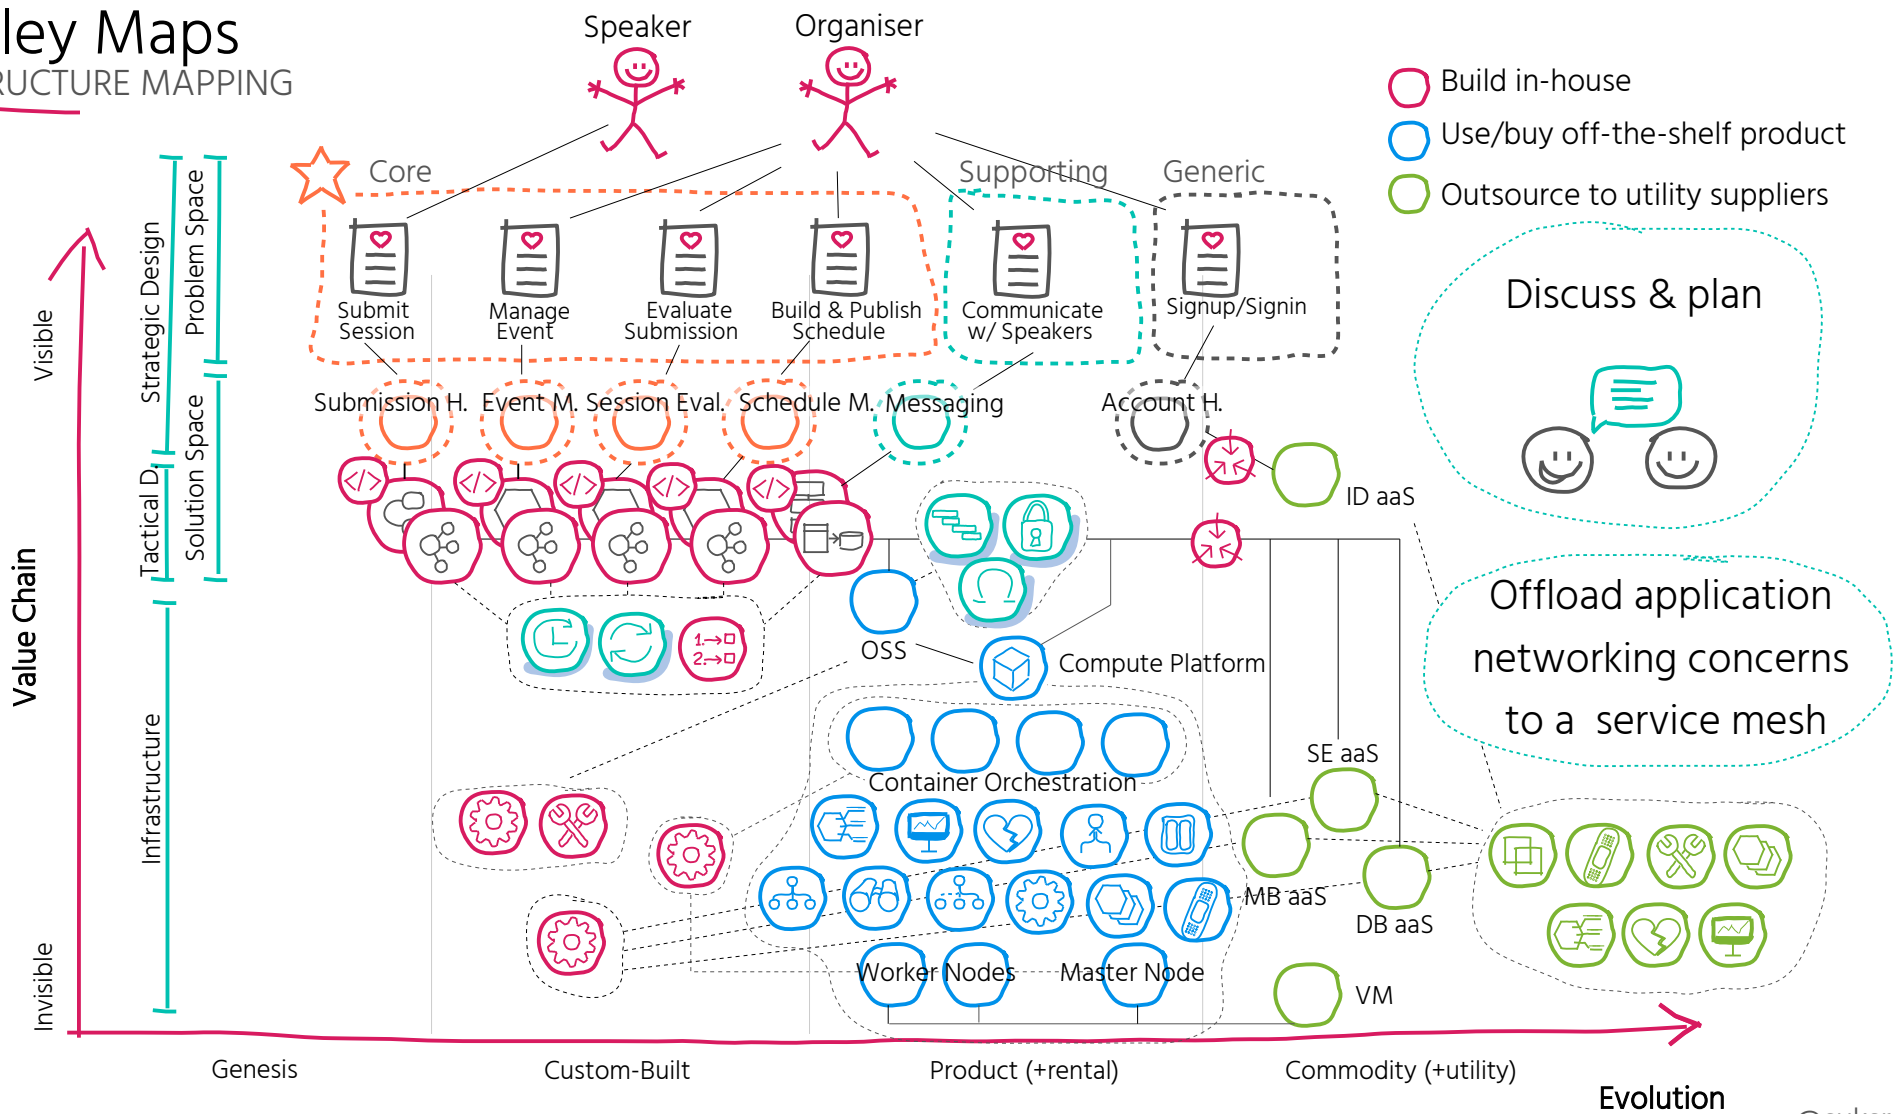 ley Maps
RUCTURE MAPPING
Speaker
Organiser
Build in-house
Use/buy off-the-shelf product
Outsource to utility suppliers
Core
Supporting
Generic
Submit
Session
Manage
Event
Evaluate
Submission
Build & Publish
Schedule
Communicate
w/ Speakers
Signup/Signin
Discuss & plan
Submission H.
Event M.
Session Eval.
Schedule M.
Messaging
Account H.
</>
</>
</>
</>
</>
ID aaS
Offload application
networking concerns
to a service mesh
1.→
2.→
OSS
Compute Platform
Container Orchestration
SE aaS
MB aaS
DB aaS
Worker Nodes
Master Node
VM
Value Chain
Visible
Invisible
Strategic Design
Problem Space
Tactical D.
Solution Space
Infrastructure
Genesis
Custom-Built
Product (+rental)
Commodity (+utility)
Evolution